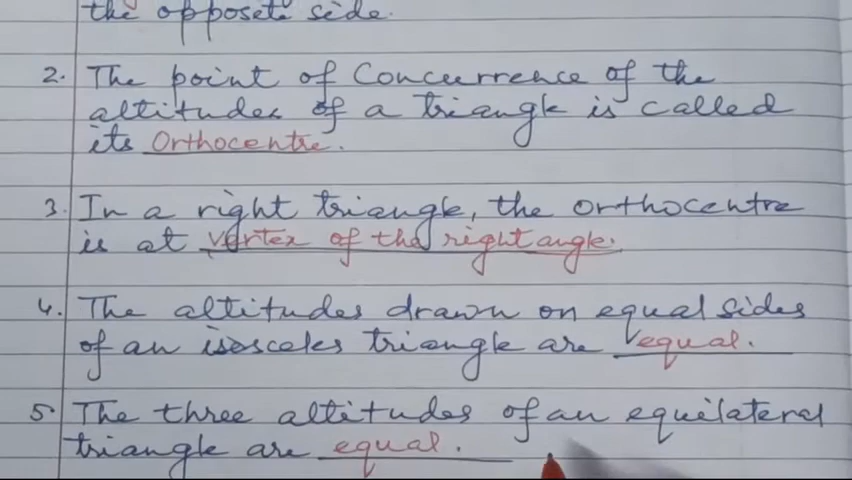 the opposite side.
2. The point of Concurrence of the
altitudes of a triangle is called
its Orthocentre.
3. In a right triangle, the orthocentre
is at vertex of the right angle.
4. The altitudes drawn on equal sides
of an isosceles triangle are equal.
5. The three altitudes of an equilateral
triangle are equal.